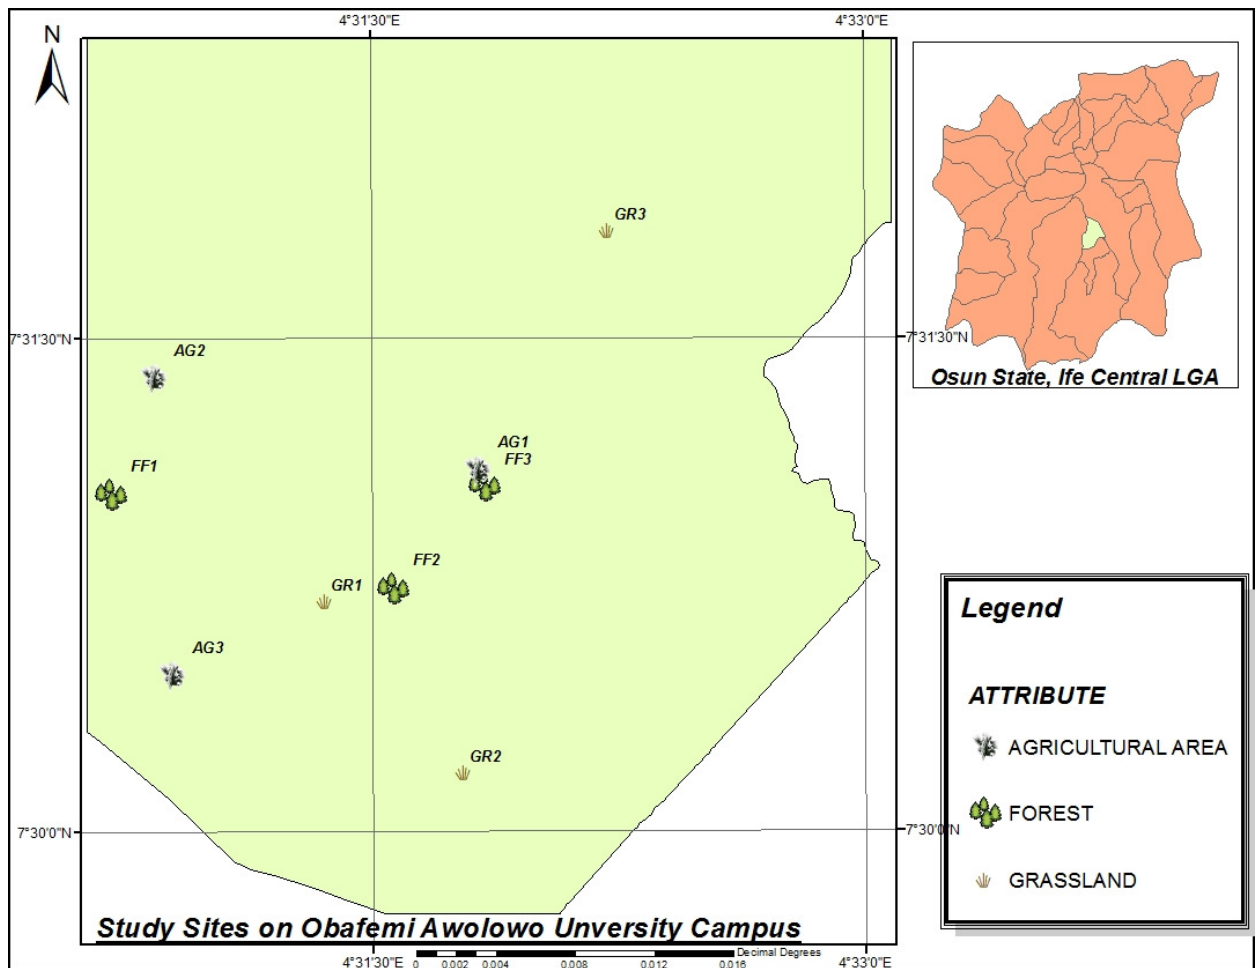 4°31'30"E
4°33'0"E
N
GR3
7°31'30"N
7°31'30"N
AG2
Osun State, Ife Central LGA
AG1
FF1
FF3
FF2
GR1
Legend
AG3
ATTRIBUTE
AGRICULTURAL AREA
GR2
FOREST
7°30'0"N
7°30'0"N
GRASSLAND
Study Sites on Obafemi Awolowo Unversity Campus
Decimal Degrees
4°31'30"E
4°33'0"E
0 0.002 0.004 0.008 0.012 0.016